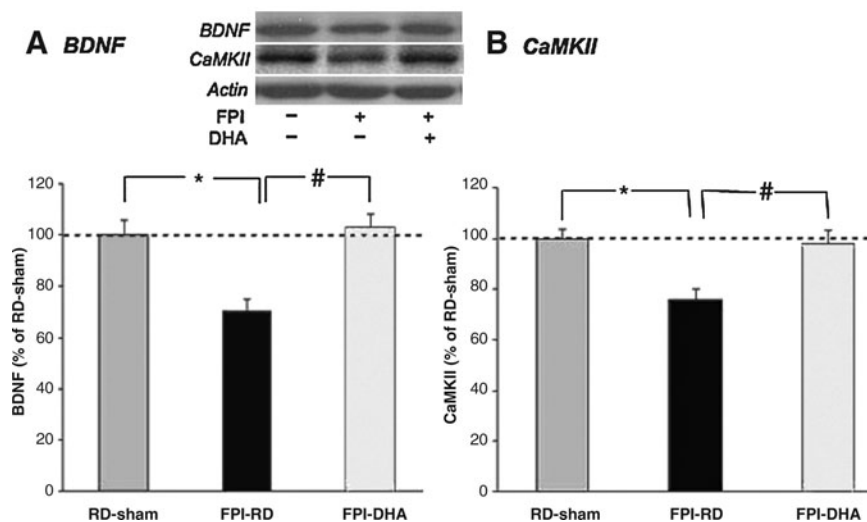 A BDNF
BDNF
CaMKII
Actin
FPI - + +
DHA - - +
B CaMKII
BDNF (% of RD-sham)
120
100
80
60
40
20
0
* #
RD-sham FPI-RD FPI-DHA
CaMKII (% of RD-sham)
120
100
80
60
40
20
0
* #
RD-sham FPI-RD FPI-DHA